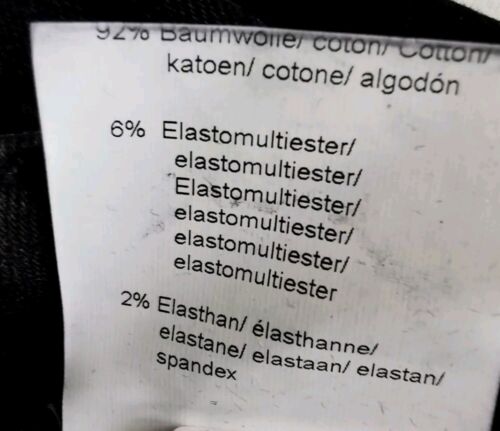 92% Baumwolle/ coton/ Cotton/
katoen/ cotone/ algodón
6% Elastomultiester/
elastomultiester/
Elastomultiester/
elastomultiester/
elastomultiester/
elastomultiester
2% Elasthan/ élasthanne/
elastane/ elastaan/ elastan/
spandex